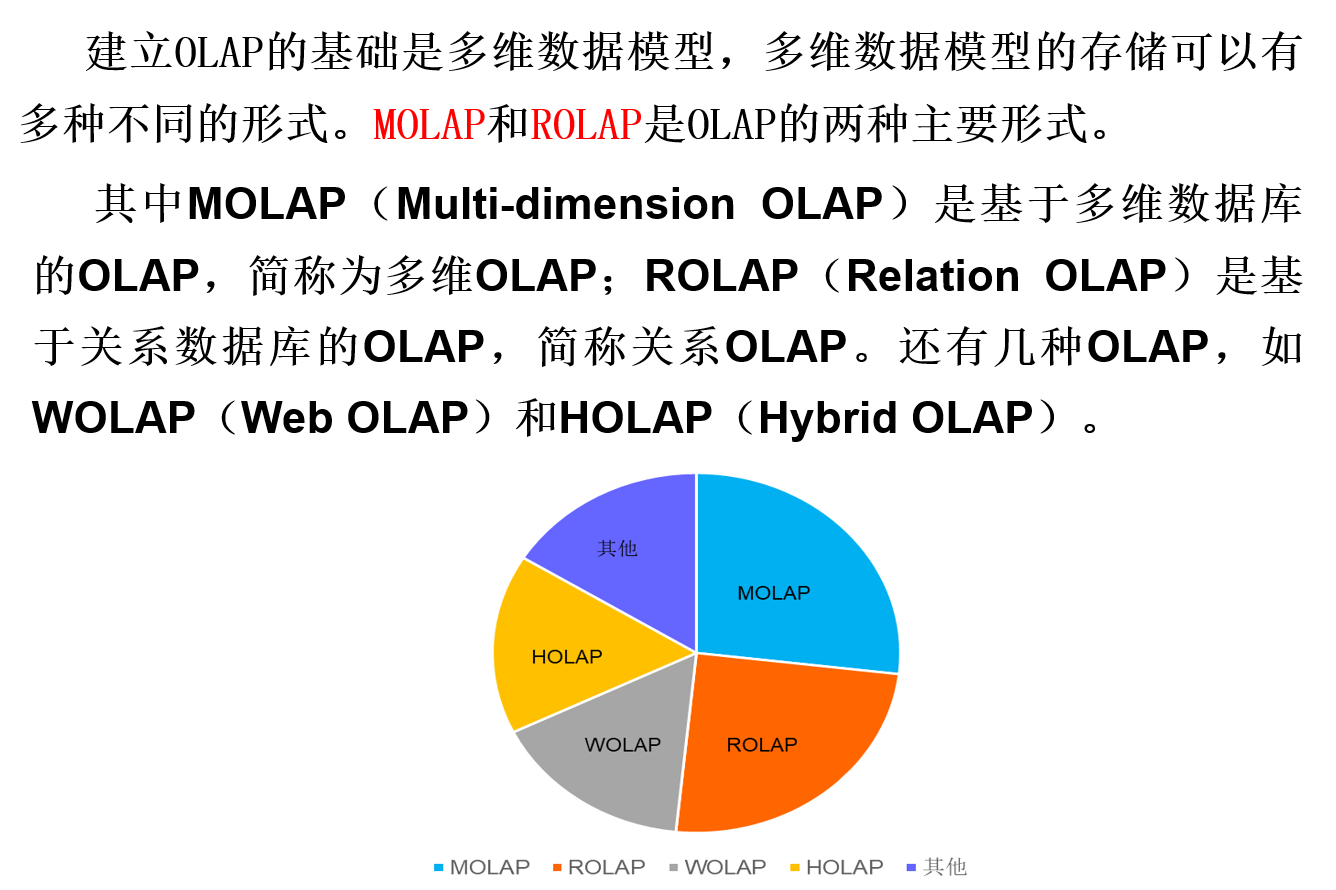 建立OLAP的基础是多维数据模型，多维数据模型的存储可以有
多种不同的形式。MOLAP和ROLAP是OLAP的两种主要形式。
其中MOLAP（Multi-dimension OLAP）是基于多维数据库
的OLAP，简称为多维OLAP；ROLAP（Relation OLAP）是基
于关系数据库的OLAP，简称关系OLAP。还有几种OLAP，如
WOLAP（Web OLAP）和HOLAP（Hybrid OLAP）。
其他
MOLAP
HOLAP
WOLAP
ROLAP
MOLAP ROLAP WOLAP HOLAP 其他